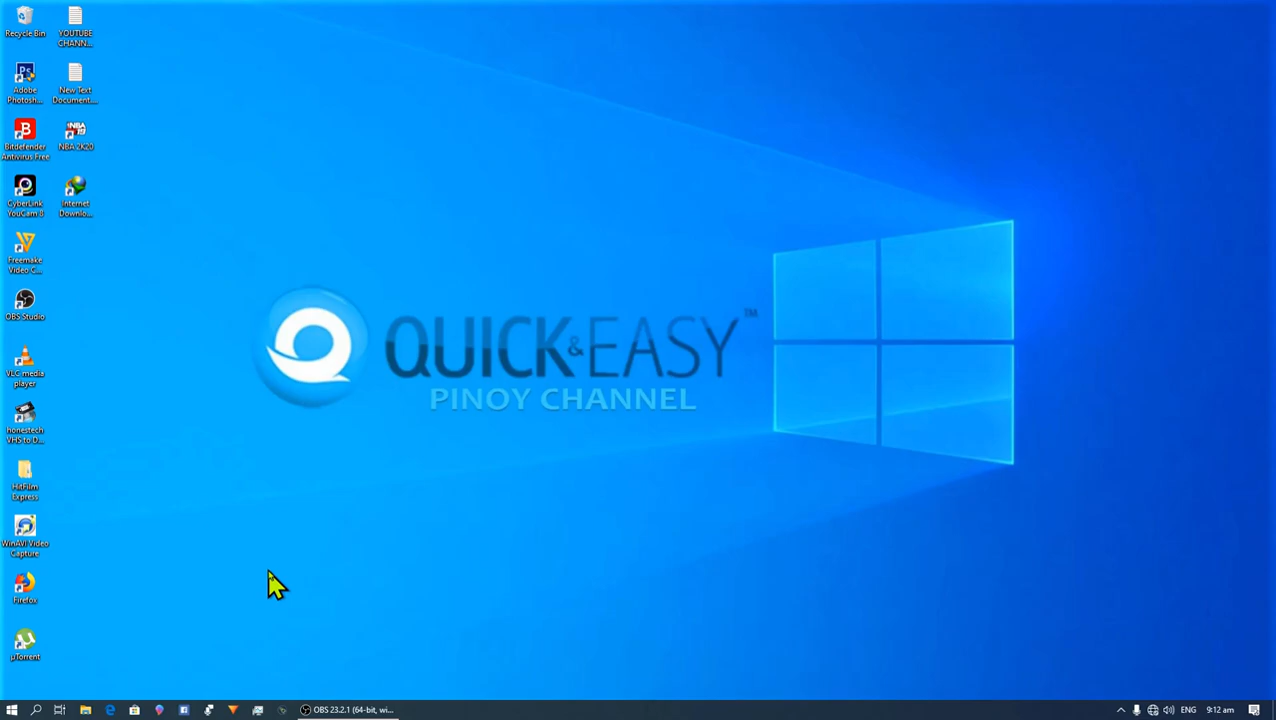 Recycle Bin
YOUTUBE
CHANN...
Adobe
Photosh...
New Text
Document....
Bitdefender
Antivirus Free
NBA 2K20
CyberLink
YouCam 8
Internet
Downlo...
Freemake
Video C...
OBS Studio
VLC media
player
honestech
VHS to D...
HitFilm
Express
WinAVI Video
Capture
Firefox
µTorrent
QUICK&EASY™
PINOY CHANNEL
OBS 23.2.1 (64-bit, wi...
ENG
9:12 am